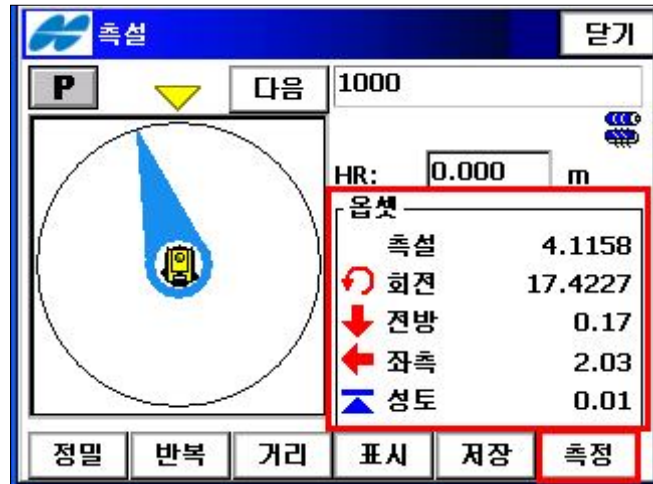 측설 닫기
P 다음 1000
HR: 0.000 m
옵셋
측설 4.1158
회전 17.4227
전방 0.17
좌측 2.03
성토 0.01
정밀 반복 거리 표시 저장 측정